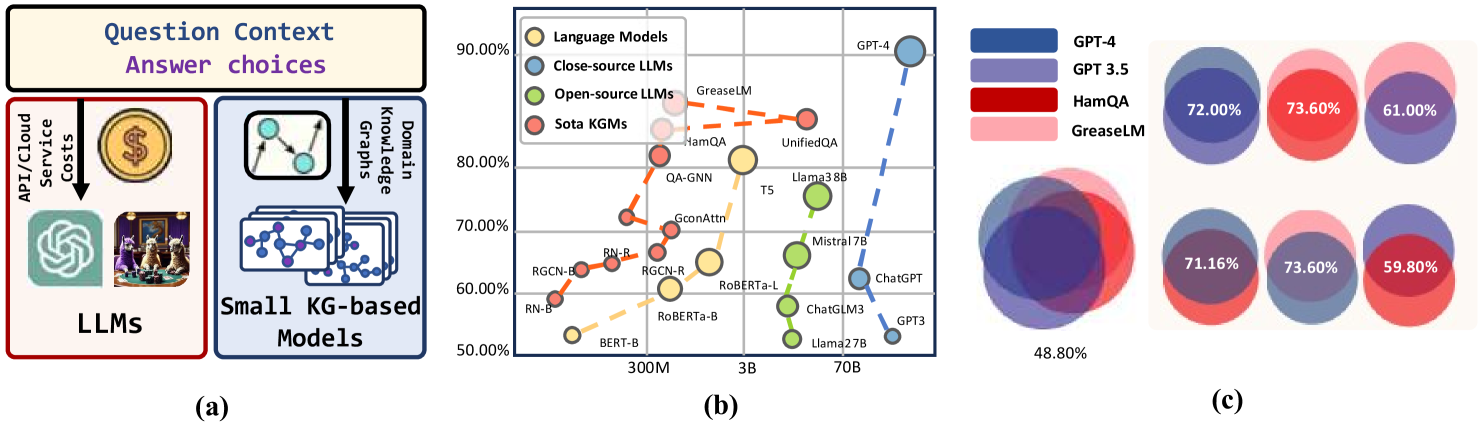 Question Context
Answer choices
API/Cloud
Service
Costs
LLMs
Domain
Knowledge
Graphs
Small KG-based
Models
(a)
90.00%
80.00%
70.00%
60.00%
50.00%
300M
3B
70B
Language Models
Close-source LLMs
Open-source LLMs
Sota KGMs
GPT-4
GreaseLM
HamQA
UnifiedQA
QA-GNN
T5
Llama38B
GconAttn
Mistral 7B
RN-R
RGCN-B
RGCN-R
RoBERTa-L
ChatGPT
RN-B
RoBERTa-B
ChatGLM3
GPT3
BERT-B
Llama27B
(b)
GPT-4
GPT 3.5
HamQA
GreaseLM
48.80%
72.00%
73.60%
61.00%
71.16%
73.60%
59.80%
(c)